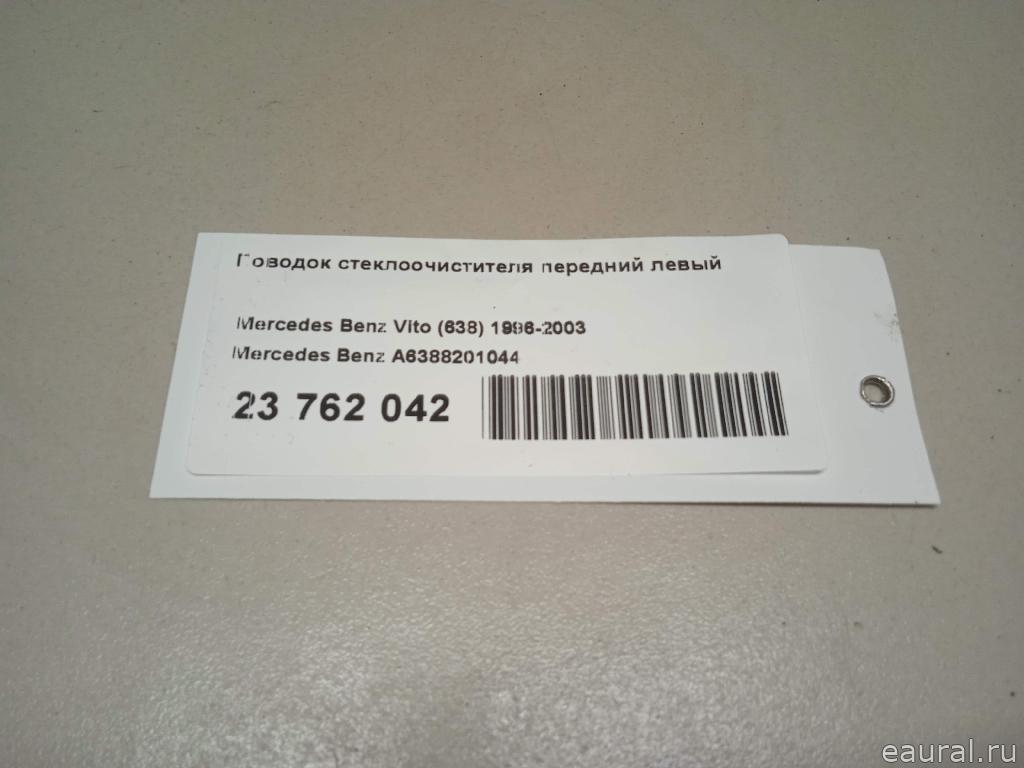 Поводок стеклоочистителя передний левый
Mercedes Benz Vito (638) 1996-2003
Mercedes Benz A6388201044
23 762 042
eaural.ru